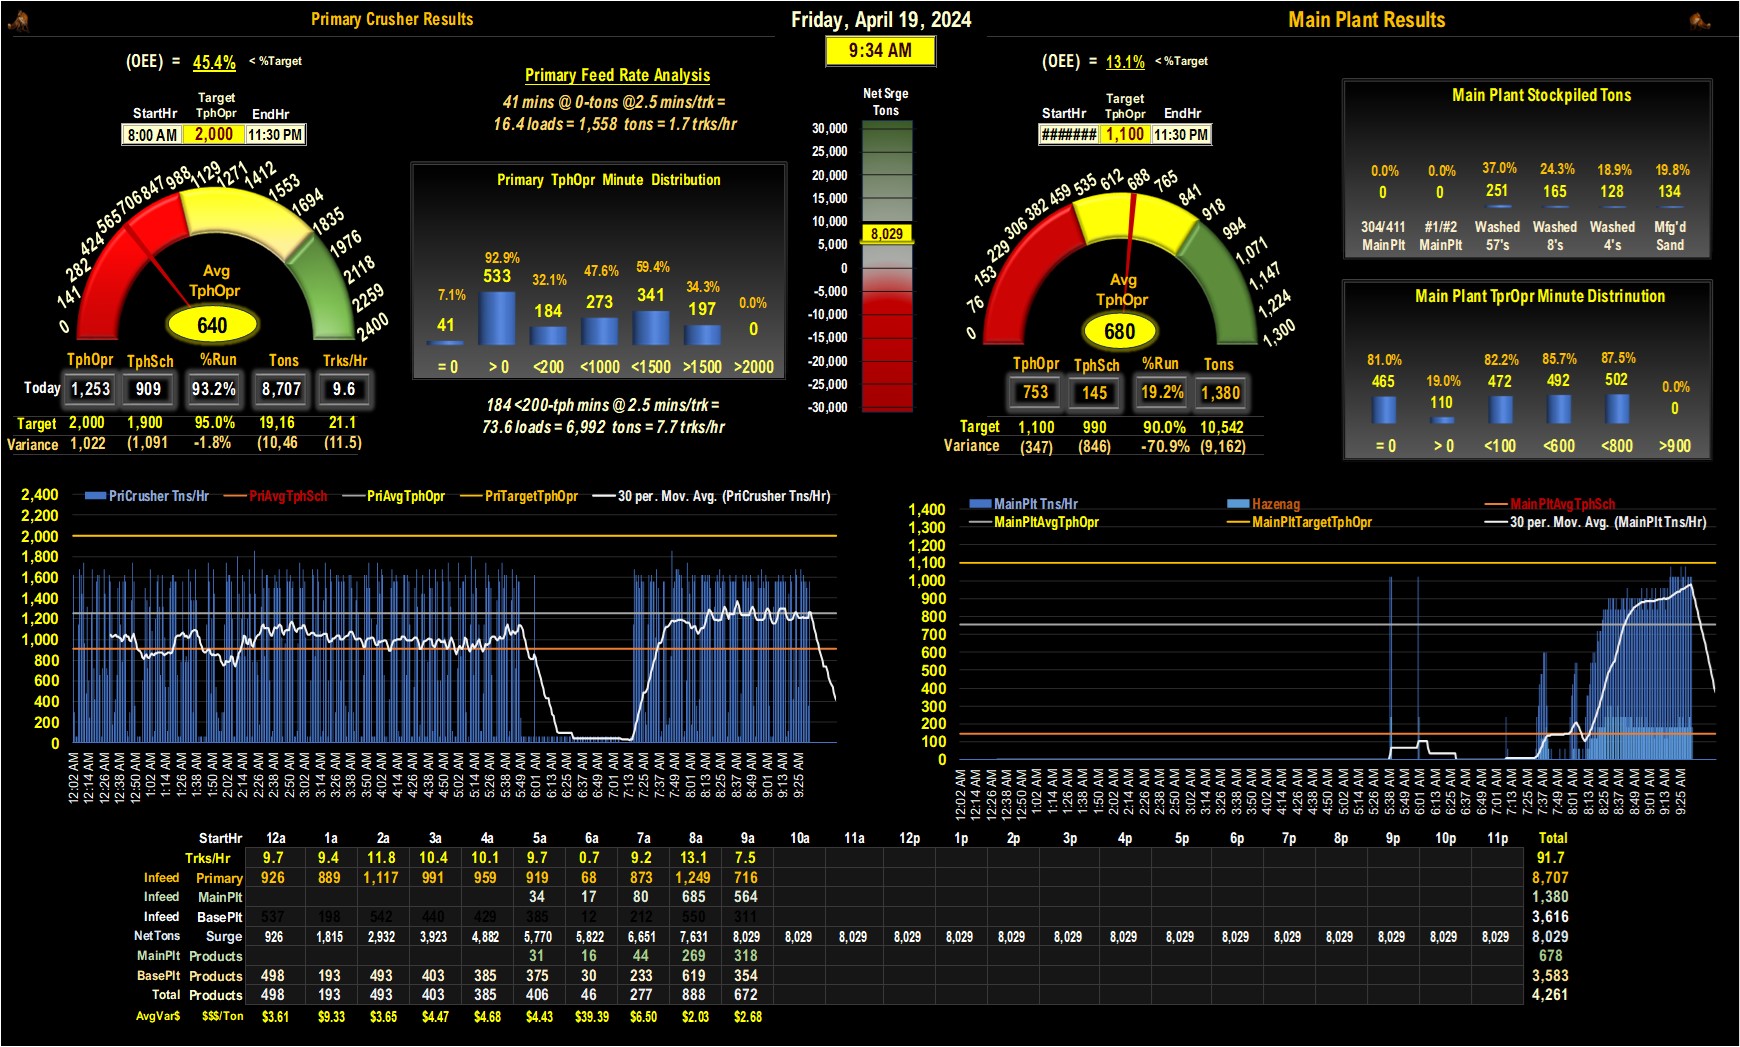 Primary Crusher Results
Friday, April 19, 2024
Main Plant Results
9:34 AM
(OEE) = 45.4% < %Target
StartHr Target TphOpr EndHr
8:00 AM 2,000 11:30 PM
0 141 282 424 565 706 847 988 1129 1271 1412 1553 1694 1835 1976 2118 2259 2400
Avg
TphOpr
640
TphOpr TphSch %Run Tons Trks/Hr
Today 1,253 909 93.2% 8,707 9.6
Target 2,000 1,900 95.0% 19,16 21.1
Variance 1,022 (1,091 -1.8% (10,46 (11.5)
Primary Feed Rate Analysis
41 mins @ 0-tons @2.5 mins/trk =
16.4 loads = 1,558 tons = 1.7 trks/hr
Primary TphOpr Minute Distribution
7.1% 92.9% 32.1% 47.6% 59.4% 34.3% 0.0%
41 533 184 273 341 197 0
= 0 > 0 <200 <1000 <1500 >1500 >2000
184 <200-tph mins @ 2.5 mins/trk =
73.6 loads = 6,992 tons = 7.7 trks/hr
Net Srge
Tons
30,000
25,000
20,000
15,000
10,000
8,029
5,000
0
-5,000
-10,000
-15,000
-20,000
-25,000
-30,000
(OEE) = 13.1% < %Target
StartHr Target TphOpr EndHr
####### 1,100 11:30 PM
0 76 153 229 306 382 459 535 612 688 765 841 918 994 1,071 1,147 1,224 1,300
Avg
TphOpr
680
TphOpr TphSch %Run Tons
753 145 19.2% 1,380
Target 1,100 990 90.0% 10,542
Variance (347) (846) -70.9% (9,162)
Main Plant Stockpiled Tons
0.0% 0.0% 37.0% 24.3% 18.9% 19.8%
0 0 251 165 128 134
304/411 #1/#2 Washed Washed Washed Mfg'd
MainPlt MainPlt 57's 8's 4's Sand
Main Plant TprOpr Minute Distrinution
81.0% 19.0% 82.2% 85.7% 87.5% 0.0%
465 110 472 492 502 0
= 0 > 0 <100 <600 <800 >900
PriCrusher Tns/Hr PriAvgTphSch PriAvgTphOpr PriTargetTphOpr 30 per. Mov. Avg. (PriCrusher Tns/Hr)
2,400
2,200
2,000
1,800
1,600
1,400
1,200
1,000
800
600
400
200
0
12:02 AM 12:14 AM 12:26 AM 12:38 AM 12:50 AM 1:02 AM 1:14 AM 1:26 AM 1:38 AM 1:50 AM 2:02 AM 2:14 AM 2:26 AM 2:38 AM 2:50 AM 3:02 AM 3:14 AM 3:26 AM 3:38 AM 3:50 AM 4:02 AM 4:14 AM 4:26 AM 4:38 AM 4:50 AM 5:02 AM 5:14 AM 5:26 AM 5:37 AM 5:49 AM 6:01 AM 6:13 AM 6:25 AM 6:37 AM 6:49 AM 7:01 AM 7:13 AM 7:25 AM 7:37 AM 7:49 AM 8:01 AM 8:13 AM 8:25 AM 8:37 AM 8:49 AM 9:01 AM 9:13 AM 9:25 AM
MainPlt Tns/Hr Hazenag MainPltAvgTphSch
MainPltAvgTphOpr MainPltTargetTphOpr 30 per. Mov. Avg. (MainPlt Tns/Hr)
1,400
1,300
1,200
1,100
1,000
900
800
700
600
500
400
300
200
100
0
12:02 AM 12:14 AM 12:26 AM 12:38 AM 12:50 AM 1:02 AM 1:14 AM 1:26 AM 1:38 AM 1:50 AM 2:02 AM 2:14 AM 2:26 AM 2:38 AM 2:50 AM 3:02 AM 3:14 AM 3:26 AM 3:38 AM 3:50 AM 4:02 AM 4:14 AM 4:26 AM 4:38 AM 4:50 AM 5:02 AM 5:14 AM 5:26 AM 5:38 AM 5:49 AM 6:01 AM 6:13 AM 6:25 AM 6:37 AM 6:49 AM 7:01 AM 7:13 AM 7:25 AM 7:37 AM 7:49 AM 8:01 AM 8:13 AM 8:25 AM 8:37 AM 8:49 AM 9:01 AM 9:13 AM 9:25 AM
StartHr 12a 1a 2a 3a 4a 5a 6a 7a 8a 9a 10a 11a 12p 1p 2p 3p 4p 5p 6p 7p 8p 9p 10p 11p Total
Trks/Hr 9.7 9.4 11.8 10.4 10.1 9.7 0.7 9.2 13.1 7.5 91.7
Infeed Primary 926 889 1,117 991 959 919 68 873 1,249 716 8,707
Infeed MainPlt 34 17 80 685 564 1,380
Infeed BasePlt 537 198 542 440 429 385 12 212 550 311 3,616
NetTons Surge 926 1,815 2,932 3,923 4,882 5,770 5,822 6,651 7,631 8,029 8,029 8,029 8,029 8,029 8,029 8,029 8,029 8,029 8,029 8,029 8,029 8,029 8,029 8,029 8,029
MainPlt Products 31 16 44 269 318 678
BasePlt Products 498 193 493 403 385 375 30 233 619 354 3,583
Total Products 498 193 493 403 385 406 46 277 888 672 4,261
AvgVar$ $$$/Ton $3.61 $9.33 $3.65 $4.47 $4.68 $4.43 $39.39 $6.50 $2.03 $2.68